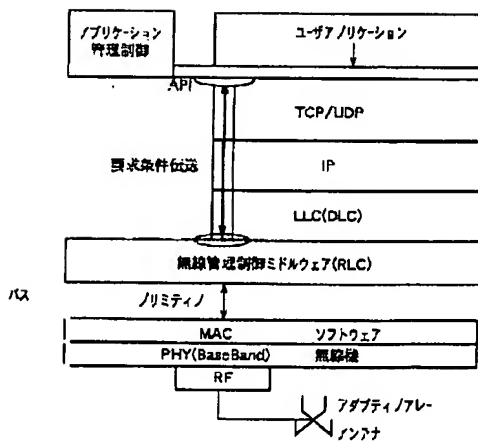 アプリケーション
管理制御
ユーザアプリケーション
API
TCP/UDP
要求条件伝送
IP
LLC(DLC)
無線管理制御ミドルウェア(RLC)
バス
プリミティブ
MAC ソフトウェア
PHY(BaseBand) 無線機
RF
アダプティブアレー
アンテナ